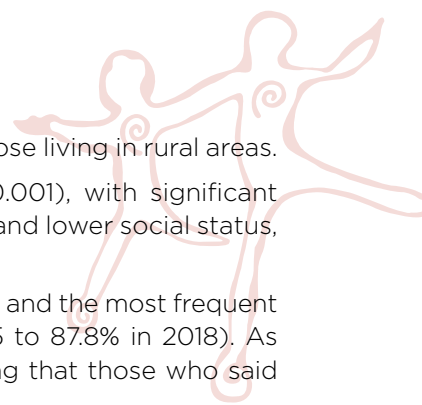 ose living in rural areas.
0.001), with significant
and lower social status,
and the most frequent
5 to 87.8% in 2018). As
ng that those who said